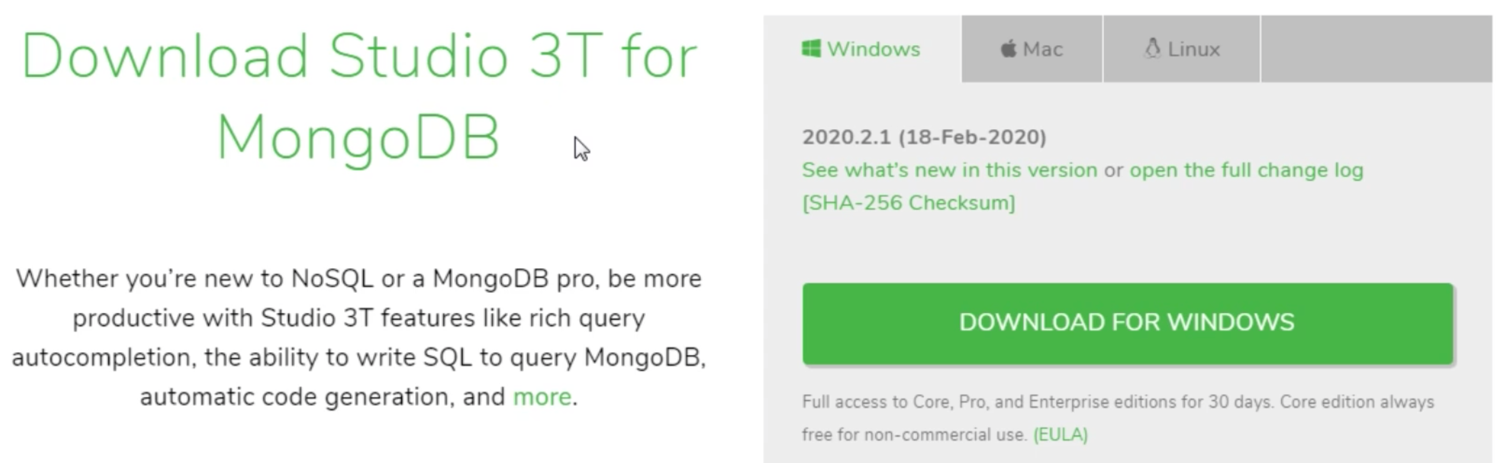 Download Studio 3T for
MongoDB
Whether you're new to NoSQL or a MongoDB pro, be more
productive with Studio 3T features like rich query
autocompletion, the ability to write SQL to query MongoDB,
automatic code generation, and more.
Windows Mac Linux
2020.2.1 (18-Feb-2020)
See what's new in this version or open the full change log
[SHA-256 Checksum]
DOWNLOAD FOR WINDOWS
Full access to Core, Pro, and Enterprise editions for 30 days. Core edition always
free for non-commercial use. (EULA)